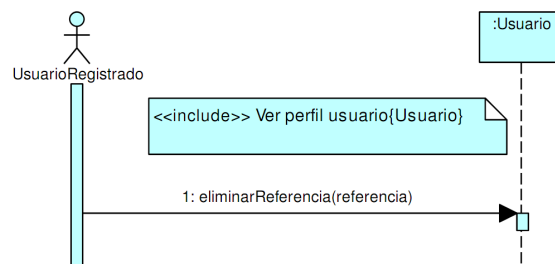 :Usuario
UsuarioRegistrado
<<include>> Ver perfil usuario{Usuario}
1: eliminarReferencia(referencia)